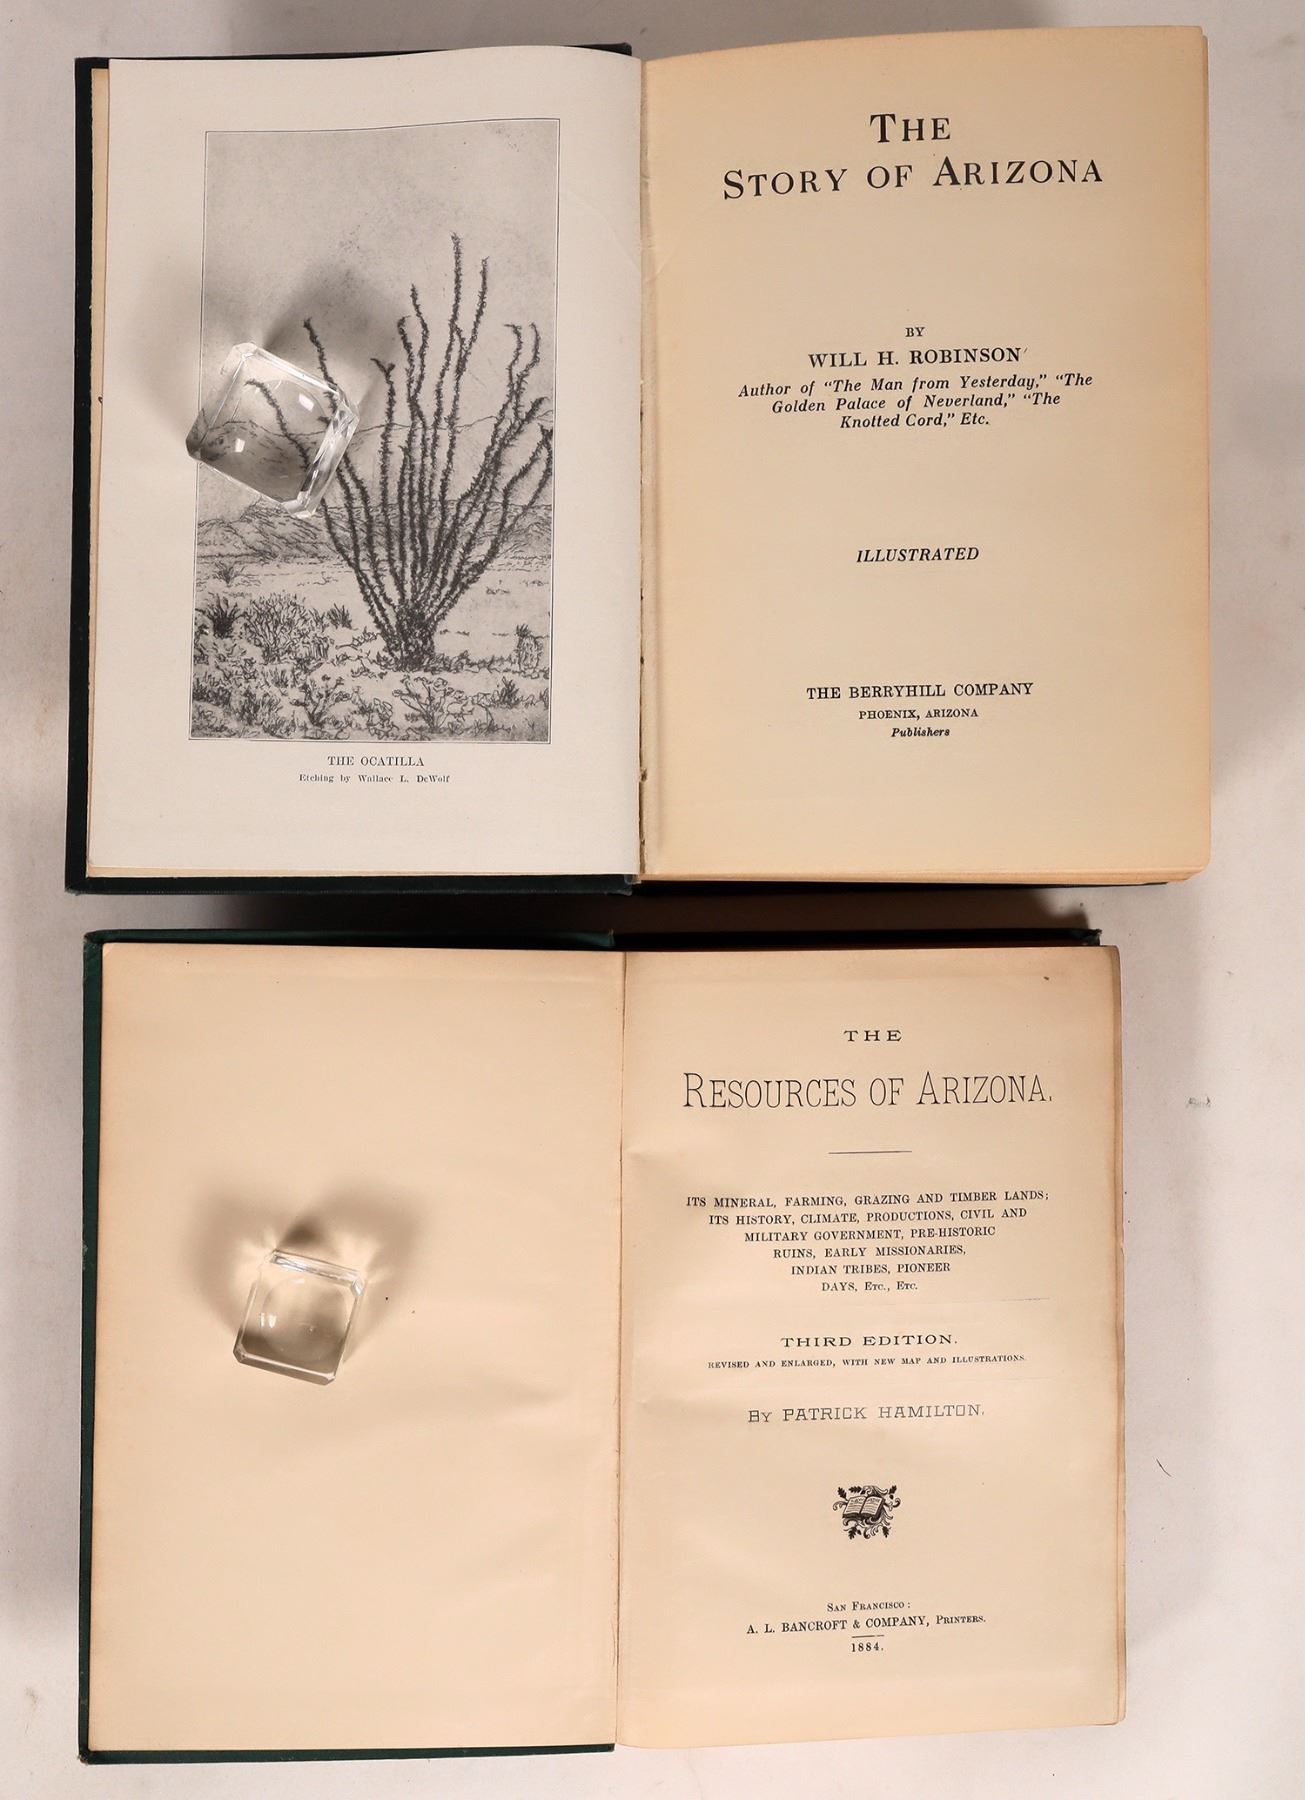 THE OCATILLA
Etching by Wallace L. DeWolf
THE
STORY OF ARIZONA
BY
WILL H. ROBINSON
Author of "The Man from Yesterday," "The
Golden Palace of Neverland," "The
Knotted Cord," Etc.
ILLUSTRATED
THE BERRYHILL COMPANY
PHOENIX, ARIZONA
Publishers
THE
RESOURCES OF ARIZONA.
ITS MINERAL, FARMING, GRAZING AND TIMBER LANDS;
ITS HISTORY, CLIMATE, PRODUCTIONS, CIVIL AND
MILITARY GOVERNMENT, PRE-HISTORIC
RUINS, EARLY MISSIONARIES,
INDIAN TRIBES, PIONEER
DAYS, ETC., ETC.
THIRD EDITION.
REVISED AND ENLARGED, WITH NEW MAP AND ILLUSTRATIONS.
BY PATRICK HAMILTON.
SAN FRANCISCO:
A. L. BANCROFT & COMPANY, PRINTERS.
1884.